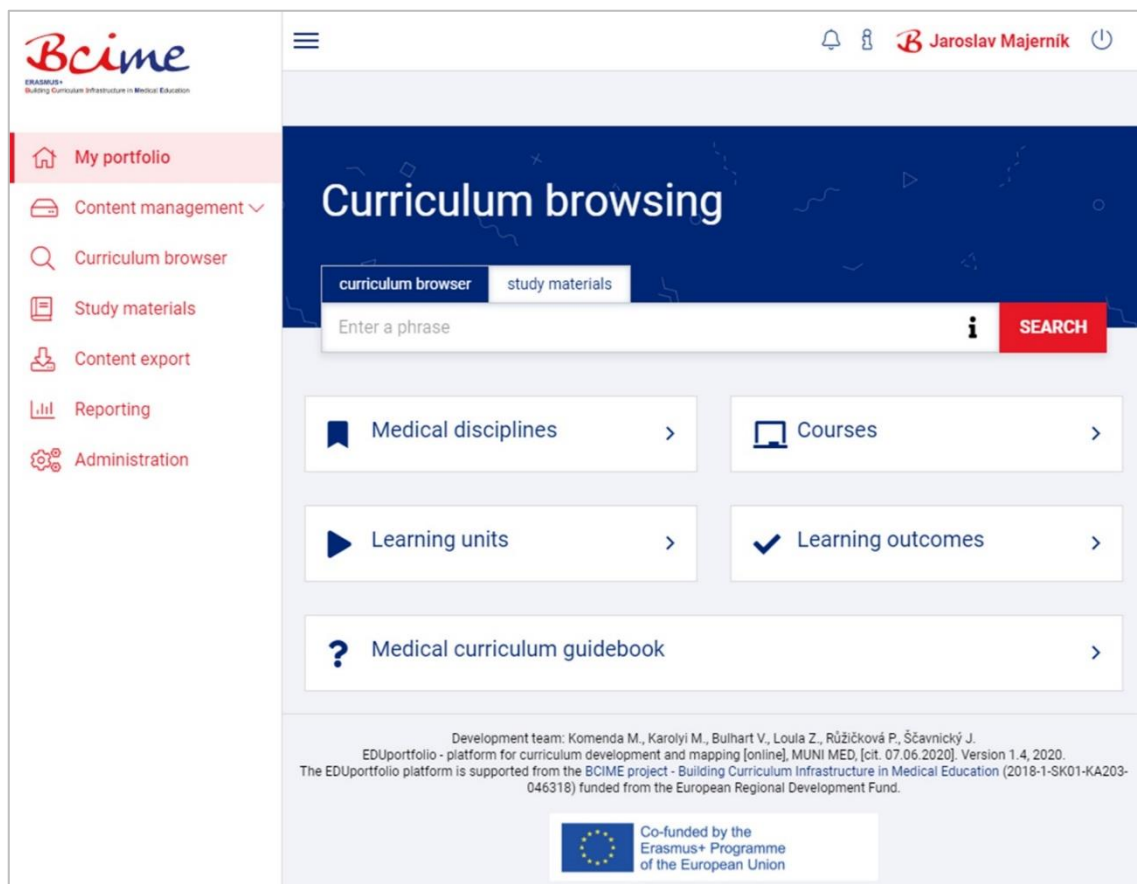 Bcime
ERASMUS+
Building Curriculum Infrastructure in Medical Education
Jaroslav Majerník
My portfolio
Content management
Curriculum browser
Study materials
Content export
Reporting
Administration
Curriculum browsing
curriculum browser
study materials
Enter a phrase
SEARCH
Medical disciplines
Courses
Learning units
Learning outcomes
Medical curriculum guidebook
Development team: Komenda M., Karolyi M., Bulhart V., Loula Z., Růžičková P., Ščavnický J.
EDUportfolio - platform for curriculum development and mapping [online], MUNI MED, [cit. 07.06.2020]. Version 1.4, 2020.
The EDUportfolio platform is supported from the BCIME project - Building Curriculum Infrastructure in Medical Education (2018-1-SK01-KA203-
046318) funded from the European Regional Development Fund.
Co-funded by the
Erasmus+ Programme
of the European Union